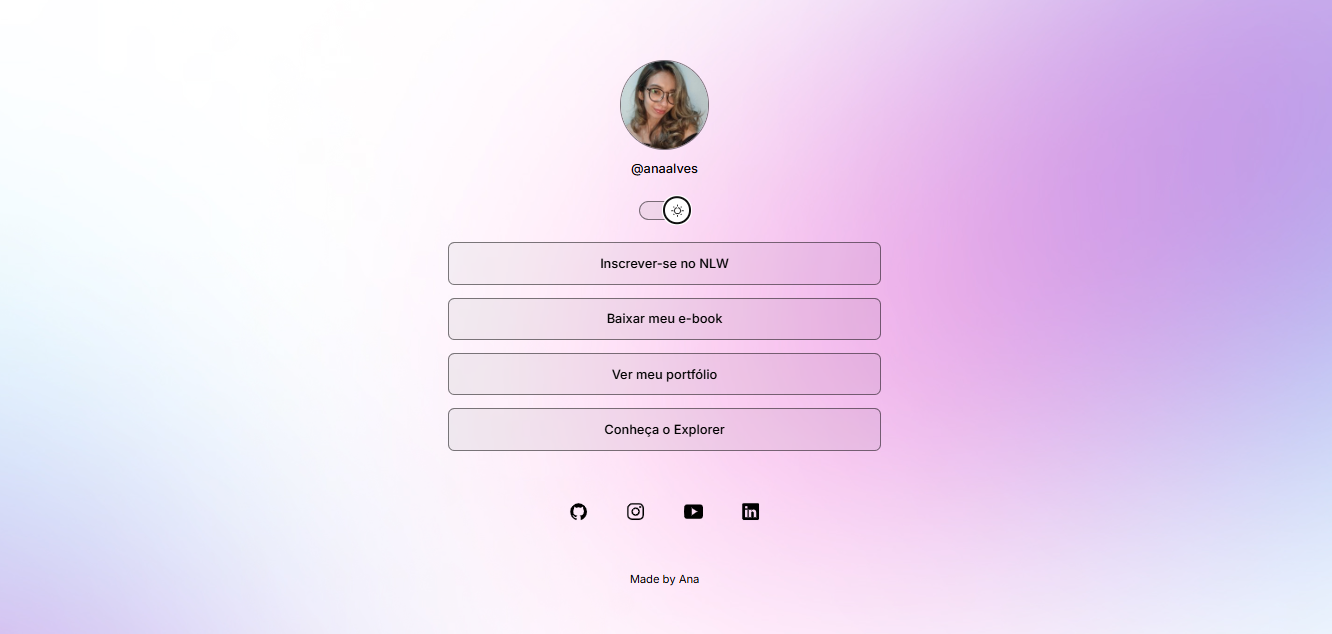 @anaalves
Inscrever-se no NLW
Baixar meu e-book
Ver meu portfólio
Conheça o Explorer
Made by Ana